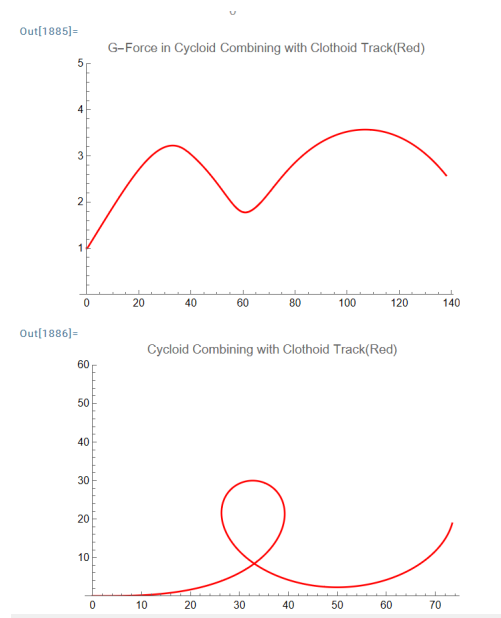 Out[1885]=
G-Force in Cycloid Combining with Clothoid Track(Red)
5
4
3
2
1
0 20 40 60 80 100 120 140
Out[1886]=
Cycloid Combining with Clothoid Track(Red)
60
50
40
30
20
10
0 10 20 30 40 50 60 70